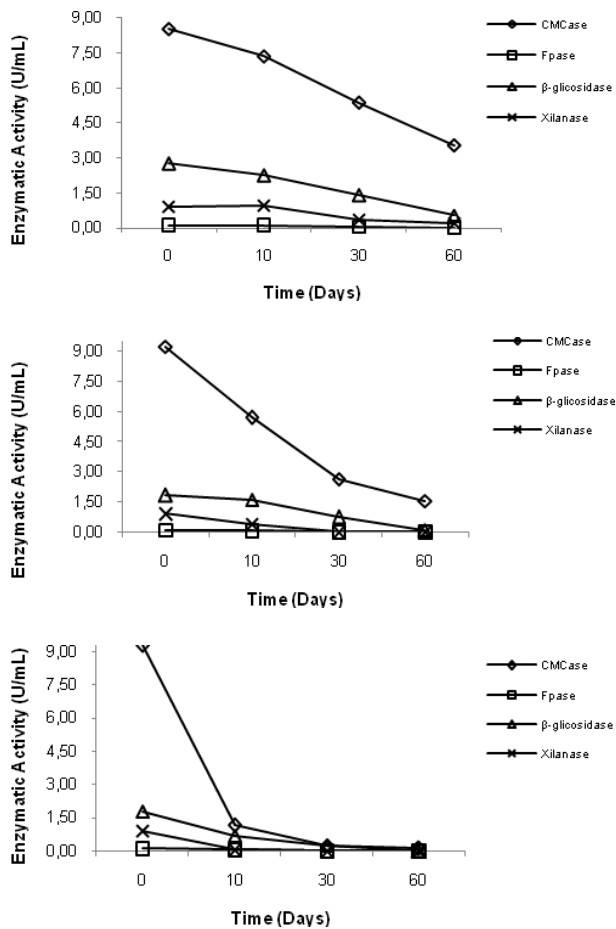 Enzymatic Activity (U/mL)
9,00
7,50
6,00
4,50
3,00
1,50
0,00
0 10 30 60
Time (Days)
CMCase
Fpase
β-glicosidase
Xilanase
Enzymatic Activity (U/mL)
9,00
7,50
6,00
4,50
3,00
1,50
0,00
0 10 30 60
Time (Days)
CMCase
Fpase
β-glicosidase
Xilanase
Enzymatic Activity (U/mL)
9,00
7,50
6,00
4,50
3,00
1,50
0,00
0 10 30 60
Time (Days)
CMCase
Fpase
β-glicosidase
Xilanase